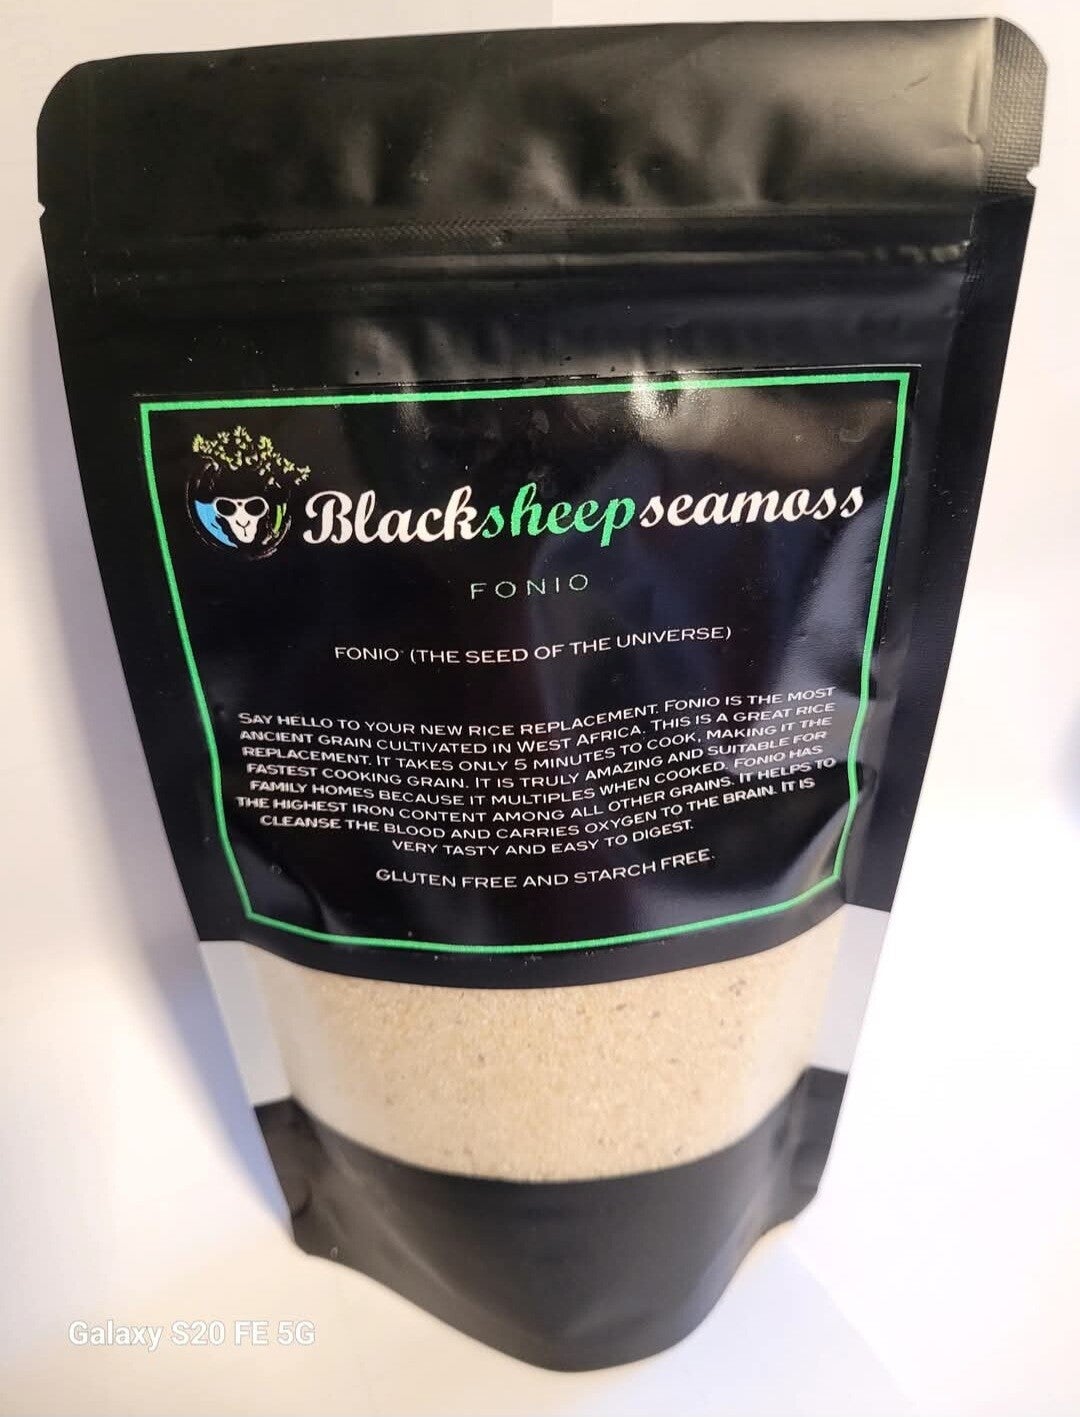 Blacksheepseamoss
FONIO
FONIO (THE SEED OF THE UNIVERSE)
SAY HELLO TO YOUR NEW RICE REPLACEMENT. FONIO IS THE MOST
ANCIENT GRAIN CULTIVATED IN WEST AFRICA. THIS IS A GREAT RICE
REPLACEMENT. IT TAKES ONLY 5 MINUTES TO COOK, MAKING IT THE
FASTEST COOKING GRAIN. IT IS TRULY AMAZING AND SUITABLE FOR
FAMILY HOMES BECAUSE IT MULTIPLES WHEN COOKED. FONIO HAS
THE HIGHEST IRON CONTENT AMONG ALL OTHER GRAINS. IT HELPS TO
CLEANSE THE BLOOD AND CARRIES OXYGEN TO THE BRAIN. IT IS
VERY TASTY AND EASY TO DIGEST.
GLUTEN FREE AND STARCH FREE.
Galaxy S20 FE 5G